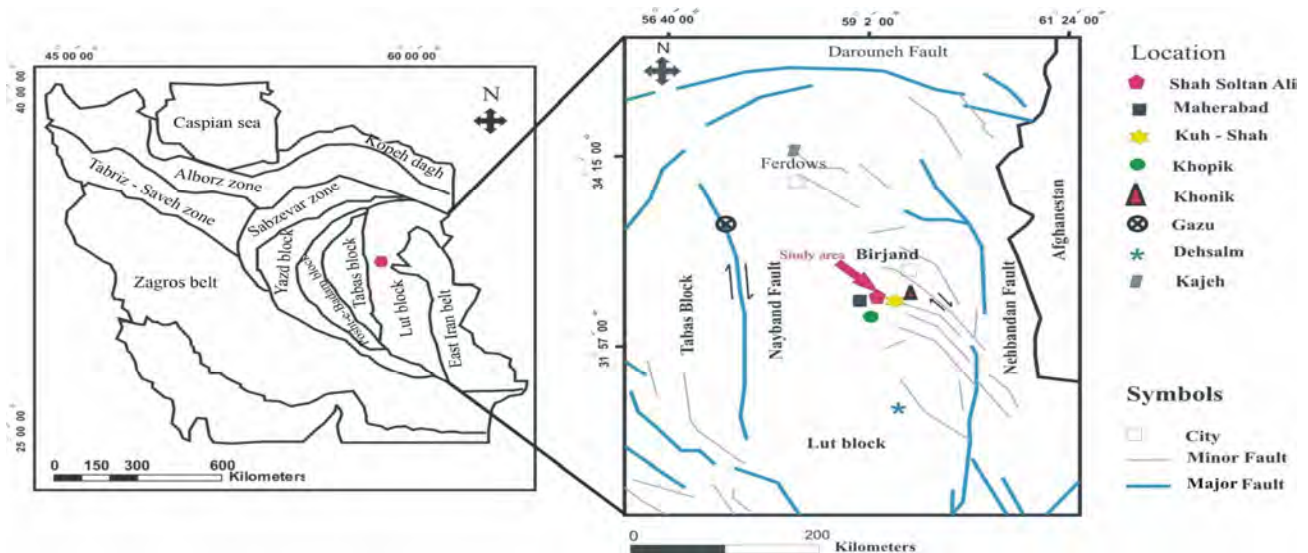 45 00 00
60 00 00
40 00 00
25 00 00
N
Caspian sea
Kopeh dagh
Alborz zone
Tabriz - Saveh zone
Sabzevar zone
Zagros belt
Yazd block
Posht-e-Badam block
Tabas block
Lut block
East Iran belt
0 150 300 600
Kilometers
56 40 00
59 2 00
61 24 00
34 15 00
31 57 00
N
Darouneh Fault
Ferdows
Afghanestan
Study area
Birjand
Tabas Block
Nayband Fault
Nehbandan Fault
Lut block
0 200
Kilometers
Location
Shah Soltan Ali
Maherabad
Kuh - Shah
Khopik
Khonik
Gazu
Dehsalm
Kajeh
Symbols
City
Minor Fault
Major Fault